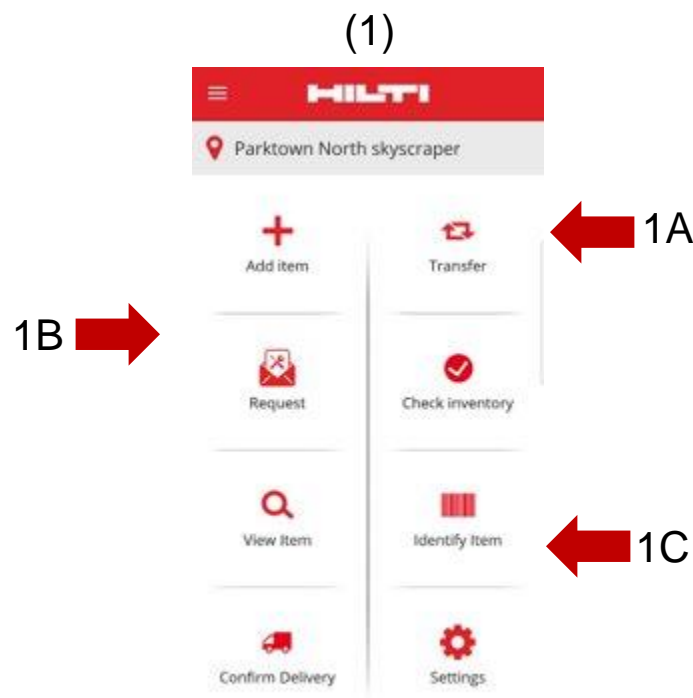 (1)
HILTI
Parktown North skyscraper
Add item
Transfer
1A
1B
Request
Check inventory
View Item
Identify Item
1C
Confirm Delivery
Settings